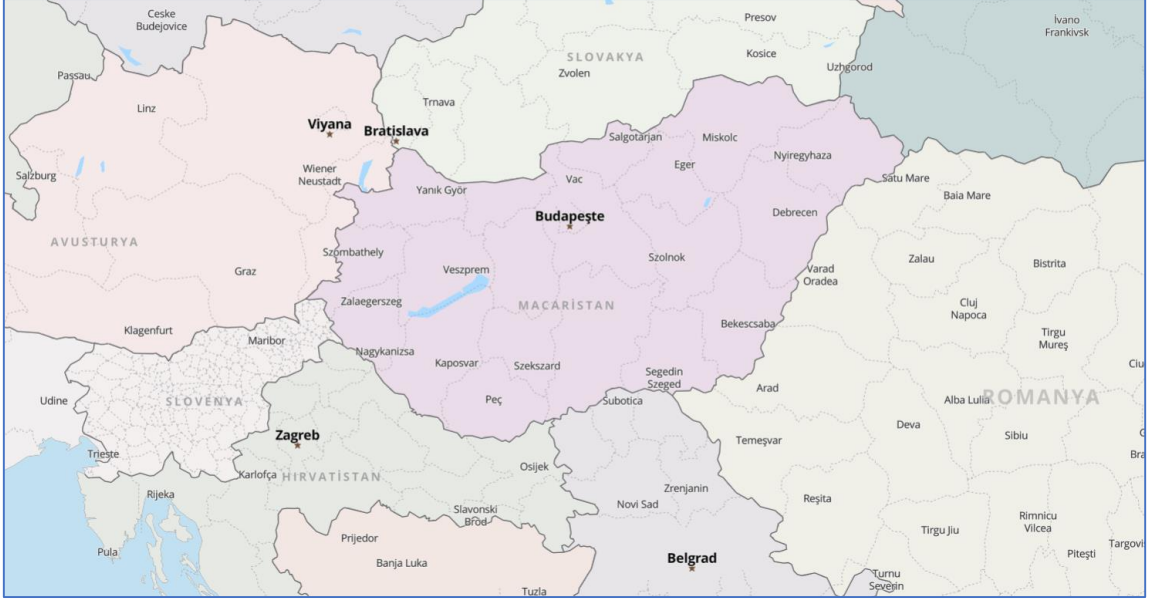 Ceske
Budejovice
Presov
İvano
Frankivsk
SLOVAKYA
Kosice
Uzhgorod
Passau
Zvolen
Linz
Trnava
Viyana
Bratislava
Salgotarjan
Miskolc
Nyiregyhaza
Eger
Salzburg
Wiener
Neustadt
Yanık Györ
Vac
Satu Mare
Baia Mare
Budapeşte
Debrecen
AVUSTURYA
Szombathely
Szolnok
Zalau
Bistrita
Graz
Veszprem
Varad
Oradea
Zalaegerszeg
MACARİSTAN
Cluj
Napoca
Klagenfurt
Maribor
Bekescsaba
Tirgu
Mureş
Nagykanizsa
Kaposvar
Szekszard
Segedin
Szeged
Ciu
Arad
Udine
SLOVENYA
Peç
Subotica
Alba Lulia
ROMANYA
Zagreb
Temeşvar
Deva
Sibiu
C
Trieste
Bra
Karlofça
HIRVATİSTAN
Osijek
Rijeka
Zrenjanin
Novi Sad
Reşita
Slavonski
Brod
Rimnicu
Vilcea
Prijedor
Tirgu Jiu
Pula
Banja Luka
Belgrad
Piteşti
Targovi
Tuzla
Turnu
Severin